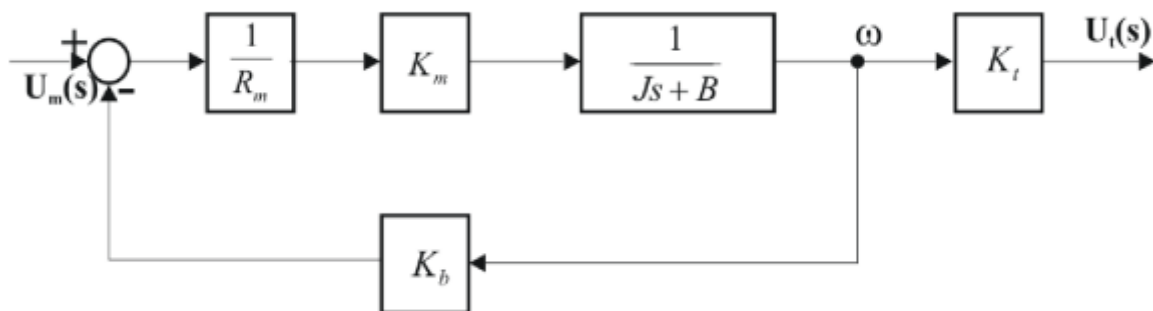 +
U_m(s)
-
1
R_m
K_m
1
Js + B
ω
K_t
U_t(s)
K_b